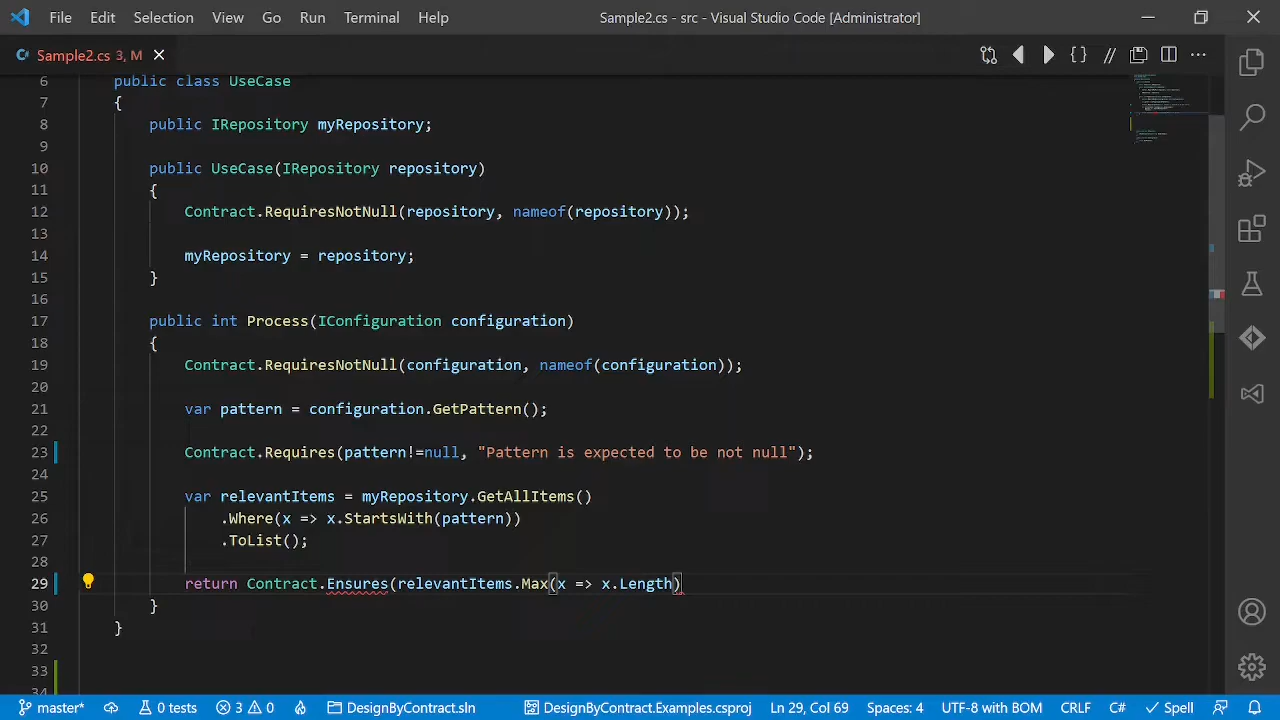 File Edit Selection View Go Run Terminal Help Sample2.cs - src - Visual Studio Code [Administrator]
Sample2.cs 3, M
6 public class UseCase
7 {
8 public IRepository myRepository;
9
10 public UseCase(IRepository repository)
11 {
12 Contract.RequiresNotNull(repository, nameof(repository));
13
14 myRepository = repository;
15 }
16
17 public int Process(IConfiguration configuration)
18 {
19 Contract.RequiresNotNull(configuration, nameof(configuration));
20
21 var pattern = configuration.GetPattern();
22
23 Contract.Requires(pattern!=null, "Pattern is expected to be not null");
24
25 var relevantItems = myRepository.GetAllItems()
26 .Where(x => x.StartsWith(pattern))
27 .ToList();
28
29 return Contract.Ensures(relevantItems.Max(x => x.Length)
30 }
31 }
32
33
34
master* 0 tests 3 0 DesignByContract.sln DesignByContract.Examples.csproj Ln 29, Col 69 Spaces: 4 UTF-8 with BOM CRLF C# Spell